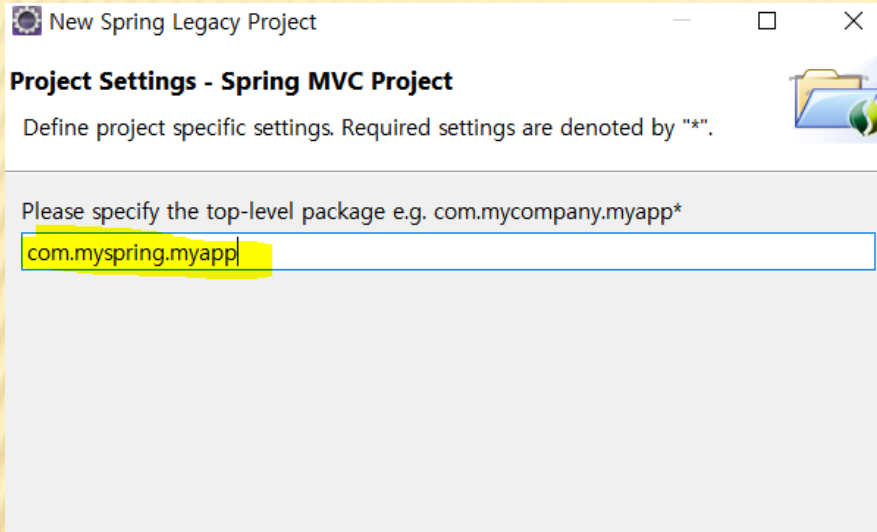 New Spring Legacy Project
Project Settings - Spring MVC Project
Define project specific settings. Required settings are denoted by "*".
Please specify the top-level package e.g. com.mycompany.myapp*
com.myspring.myapp